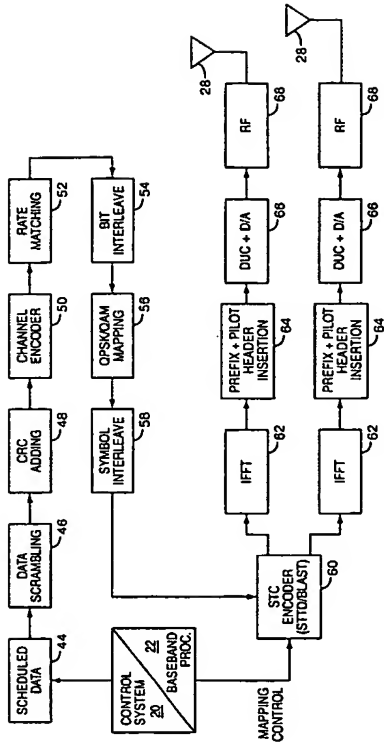 SCHEDULED
DATA
44
DATA
SCRAMBLING
46
CRC
ADDING
48
CHANNEL
ENCODER
50
RATE
MATCHING
52
BIT
INTERLEAVE
54
QPSK/QAM
MAPPING
56
SYMBOL
INTERLEAVE
58
CONTROL
SYSTEM
20
22
BASEBAND
PROC.
MAPPING
CONTROL
STC
ENCODER
(STTD/BLAST)
60
IFFT
62
PREFIX + PILOT
HEADER
INSERTION
64
DUC + D/A
66
RF
68
28
IFFT
62
PREFIX + PILOT
HEADER
INSERTION
64
DUC + D/A
66
RF
68
28